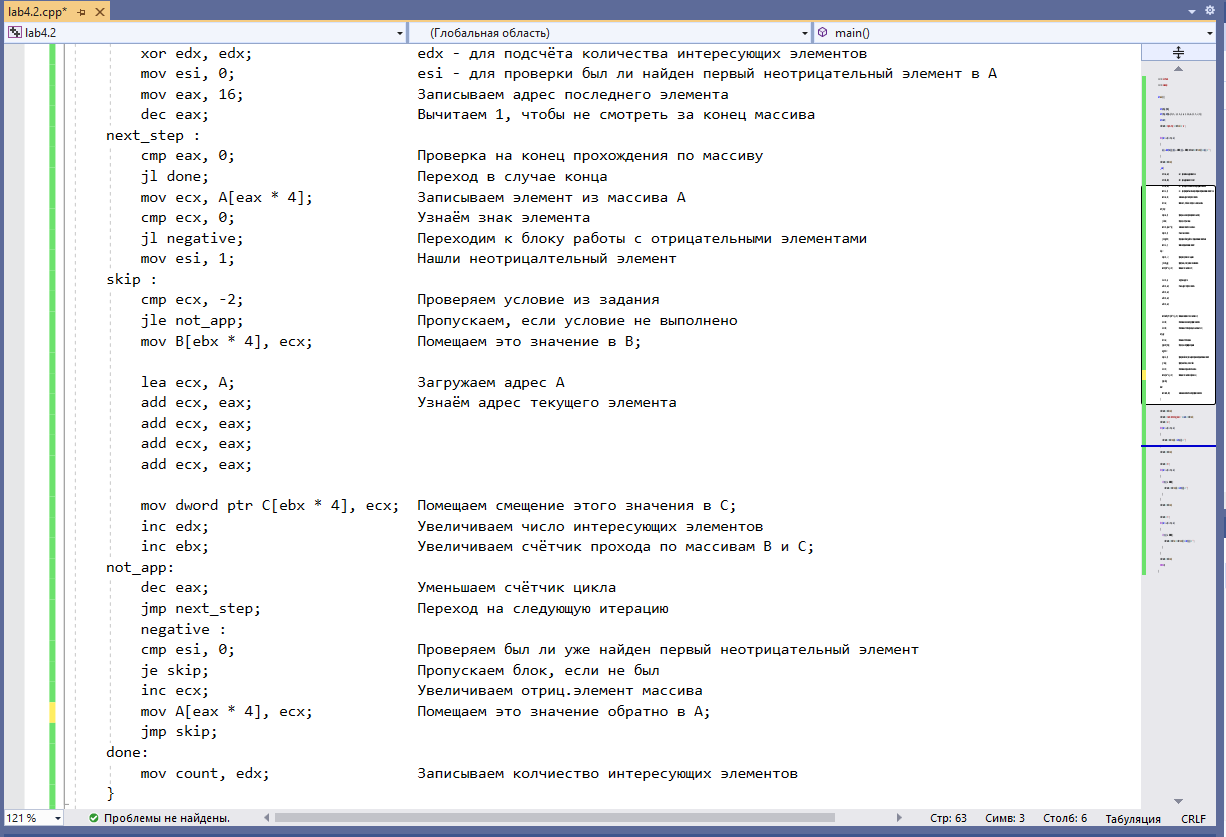 lab4.2.cpp*
lab4.2 (Глобальная область) main()
xor edx, edx; edx - для подсчёта количества интересующих элементов
mov esi, 0; esi - для проверки был ли найден первый неотрицательный элемент в A
mov eax, 16; Записываем адрес последнего элемента
dec eax; Вычитаем 1, чтобы не смотреть за конец массива
next_step :
cmp eax, 0; Проверка на конец прохождения по массиву
jl done; Переход в случае конца
mov ecx, A[eax * 4]; Записываем элемент из массива A
cmp ecx, 0; Узнаём знак элемента
jl negative; Переходим к блоку работы с отрицательными элементами
mov esi, 1; Нашли неотрицалтельный элемент
skip :
cmp ecx, -2; Проверяем условие из задания
jle not_app; Пропускаем, если условие не выполнено
mov B[ebx * 4], ecx; Помещаем это значение в B;
lea ecx, A; Загружаем адрес A
add ecx, eax; Узнаём адрес текущего элемента
add ecx, eax;
add ecx, eax;
add ecx, eax;
mov dword ptr C[ebx * 4], ecx; Помещаем смещение этого значения в C;
inc edx; Увеличиваем число интересующих элементов
inc ebx; Увеличиваем счётчик прохода по массивам B и C;
not_app:
dec eax; Уменьшаем счётчик цикла
jmp next_step; Переход на следующую итерацию
negative :
cmp esi, 0; Проверяем был ли уже найден первый неотрицательный элемент
je skip; Пропускаем блок, если не был
inc ecx; Увеличиваем отриц.элемент массива
mov A[eax * 4], ecx; Помещаем это значение обратно в A;
jmp skip;
done:
mov count, edx; Записываем колчиество интересующих элементов
}
121 % Проблемы не найдены. Стр: 63 Симв: 3 Столб: 6 Табуляция CRLF